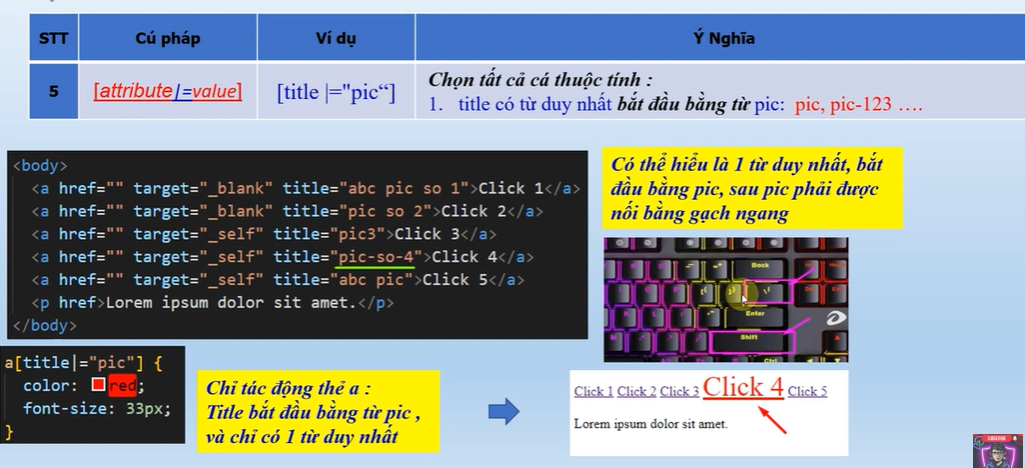 STT Cú pháp Ví dụ Ý Nghĩa
5 [attribute|=value] [title |="pic“] Chọn tất cả cá thuộc tính :
1. title có từ duy nhất bắt đầu bằng từ pic: pic, pic-123 ….
<body>
<a href="" target="_blank" title="abc pic so 1">Click 1</a>
<a href="" target="_blank" title="pic so 2">Click 2</a>
<a href="" target="_self" title="pic3">Click 3</a>
<a href="" target="_self" title="pic-so-4">Click 4</a>
<a href="" target="_self" title="abc pic">Click 5</a>
<p href>Lorem ipsum dolor sit amet.</p>
</body>
Có thể hiểu là 1 từ duy nhất, bắt
đầu bằng pic, sau pic phải được
nối bằng gạch ngang
Back
Enter
Shift
Ctrl
a[title|="pic"] {
color: red;
font-size: 33px;
}
Chỉ tác động thẻ a :
Title bắt đầu bằng từ pic ,
và chỉ có 1 từ duy nhất
Click 1 Click 2 Click 3 Click 4 Click 5
Lorem ipsum dolor sit amet.
SUBSCRIBE